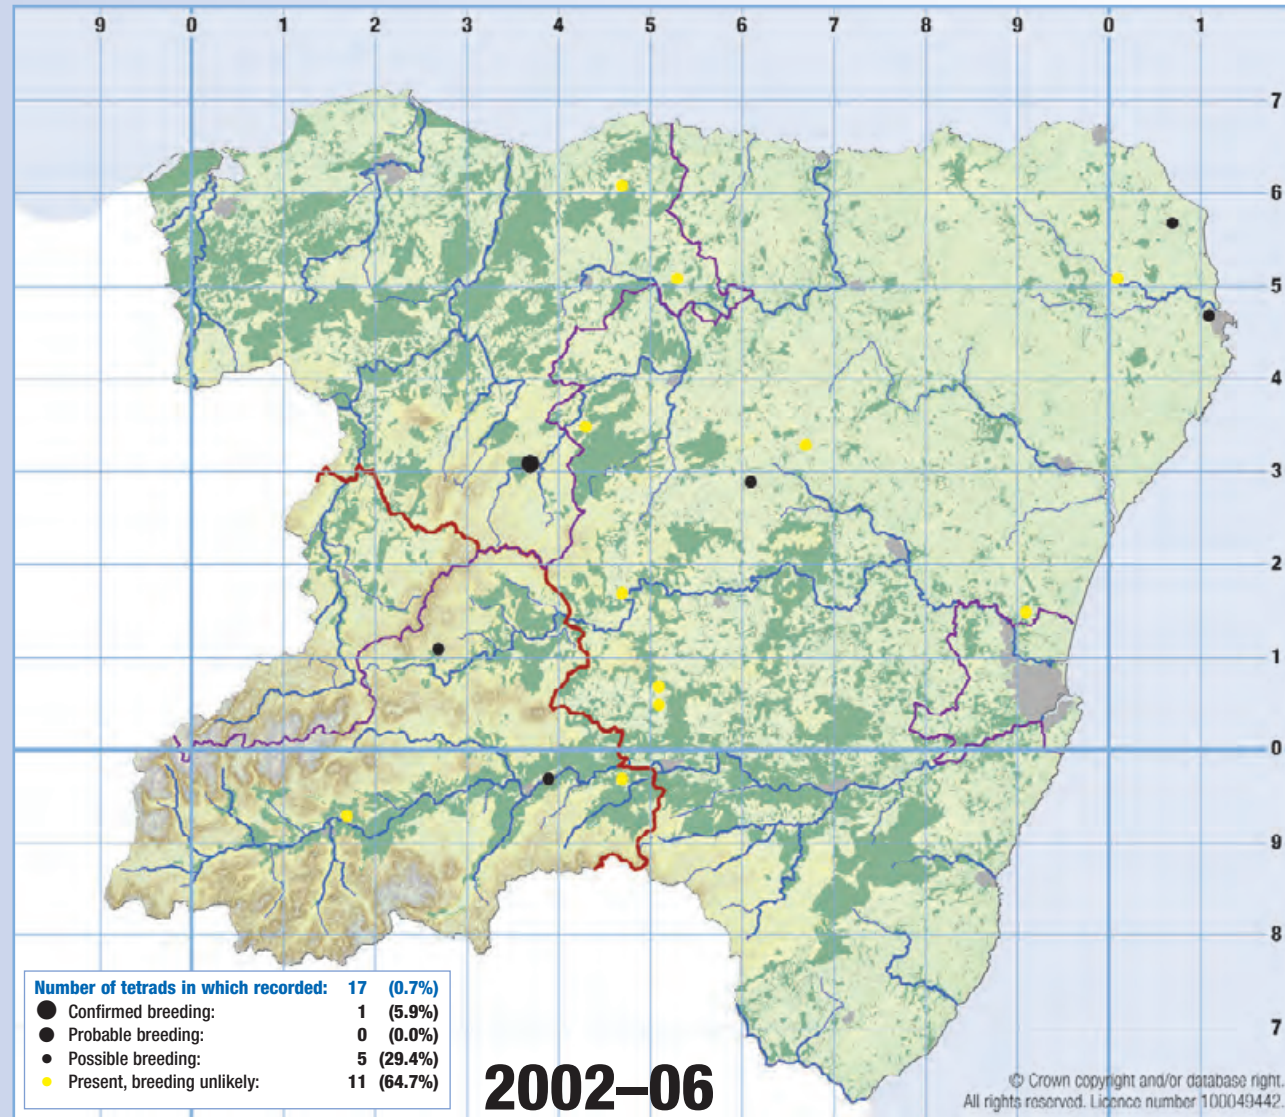 9 0 1 2 3 4 5 6 7 8 9 0 1
7
6
5
4
3
2
1
0
9
8
7
Number of tetrads in which recorded: 17 (0.7%)
Confirmed breeding: 1 (5.9%)
Probable breeding: 0 (0.0%)
Possible breeding: 5 (29.4%)
Present, breeding unlikely: 11 (64.7%)
2002–06
© Crown copyright and/or database right.
All rights reserved. Licence number 100049442